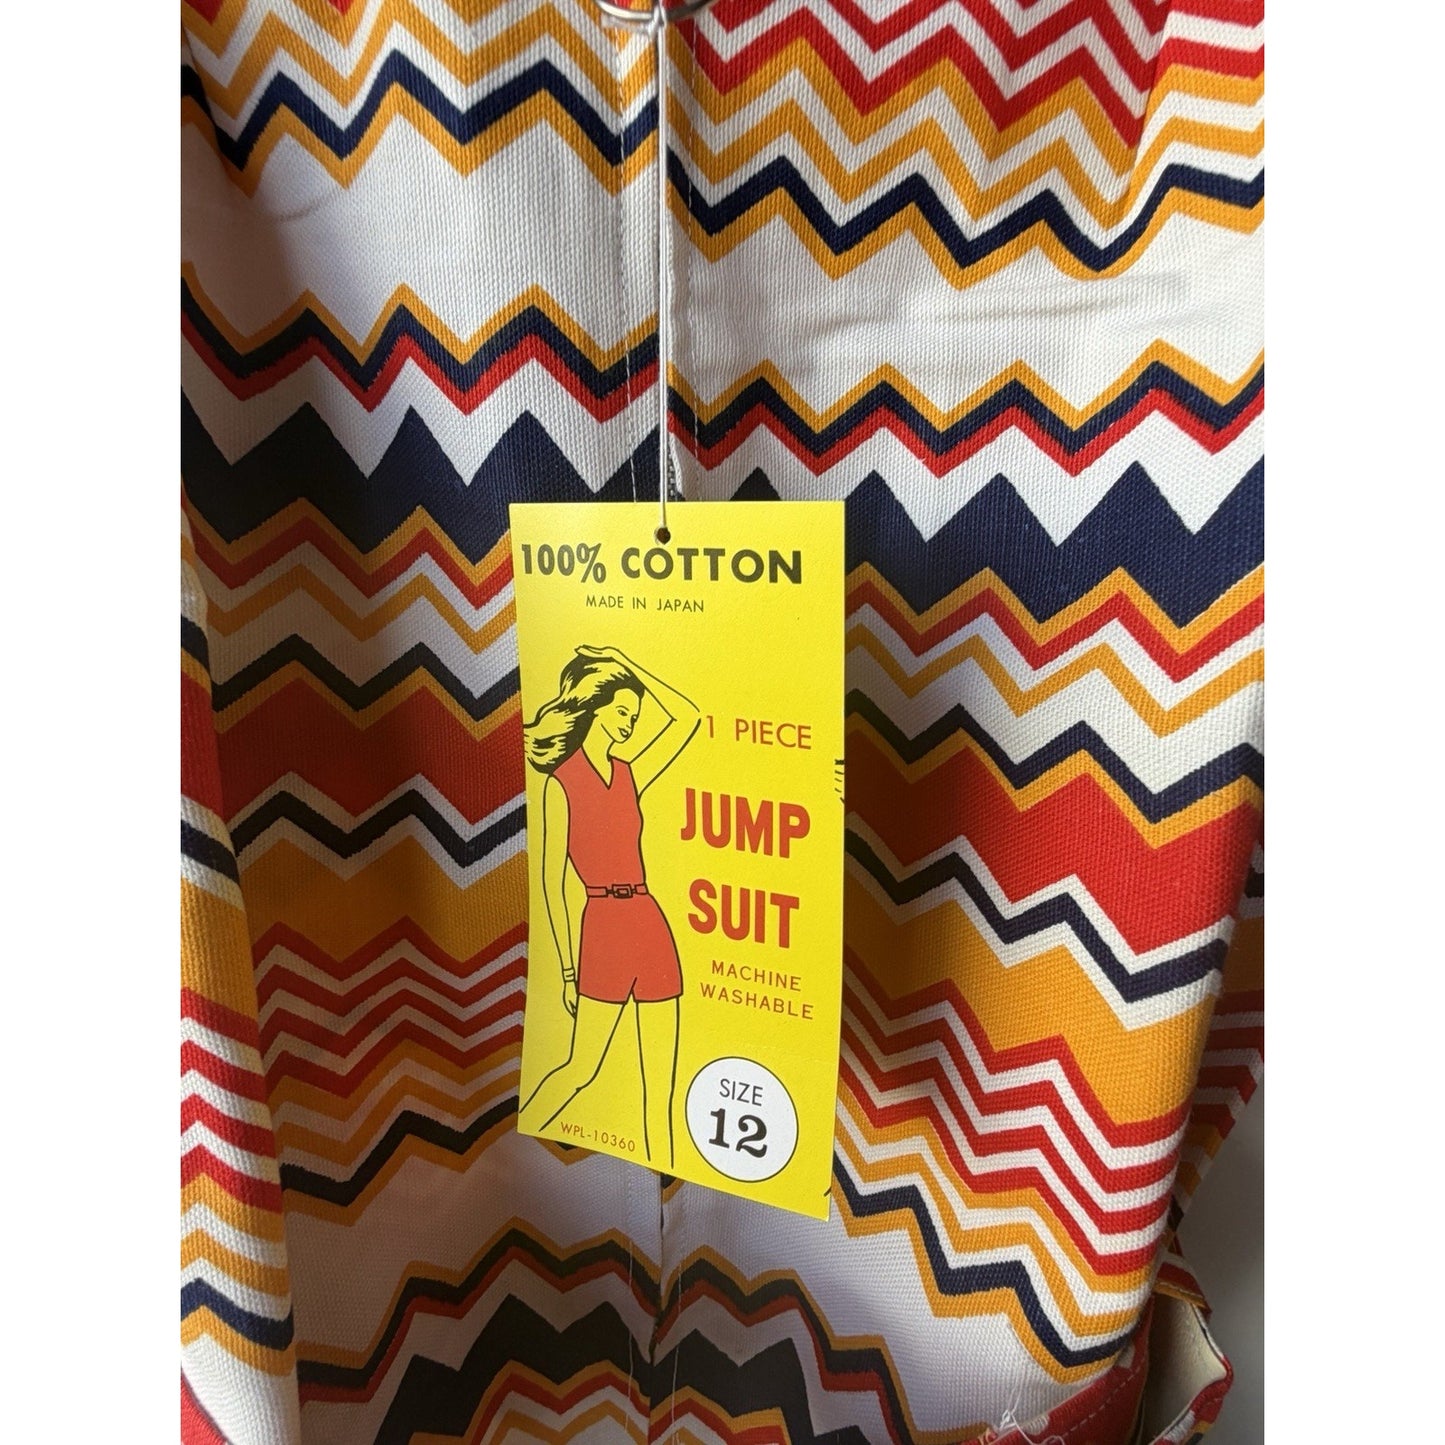 100% COTTON
MADE IN JAPAN
1 PIECE
JUMP
SUIT
MACHINE
WASHABLE
SIZE
12
WPL-10360